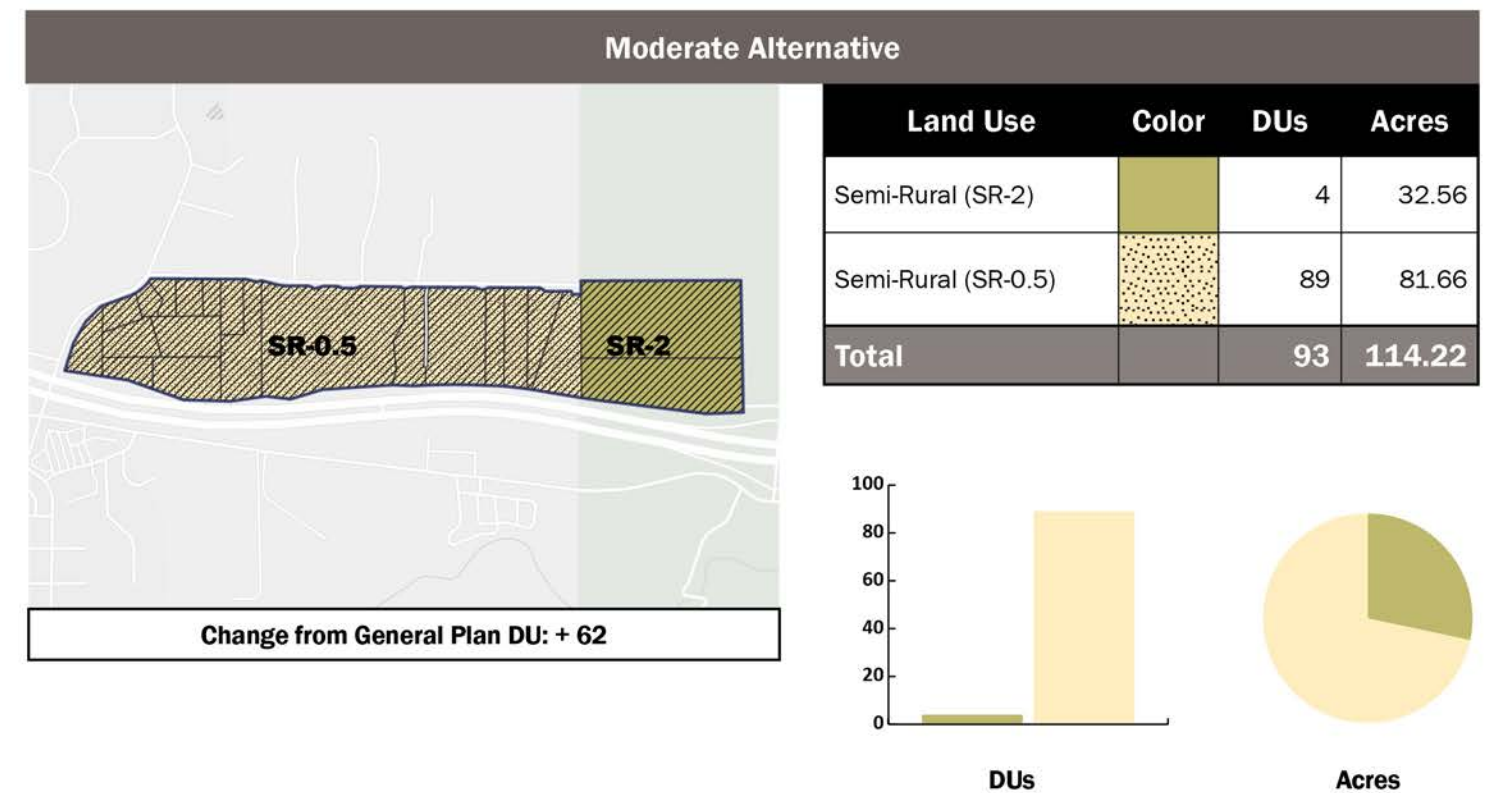 Moderate Alternative
SR-0.5
SR-2
Change from General Plan DU: + 62
Land Use Color DUs Acres
Semi-Rural (SR-2) 4 32.56
Semi-Rural (SR-0.5) 89 81.66
Total 93 114.22
100
80
60
40
20
0
DUs
Acres